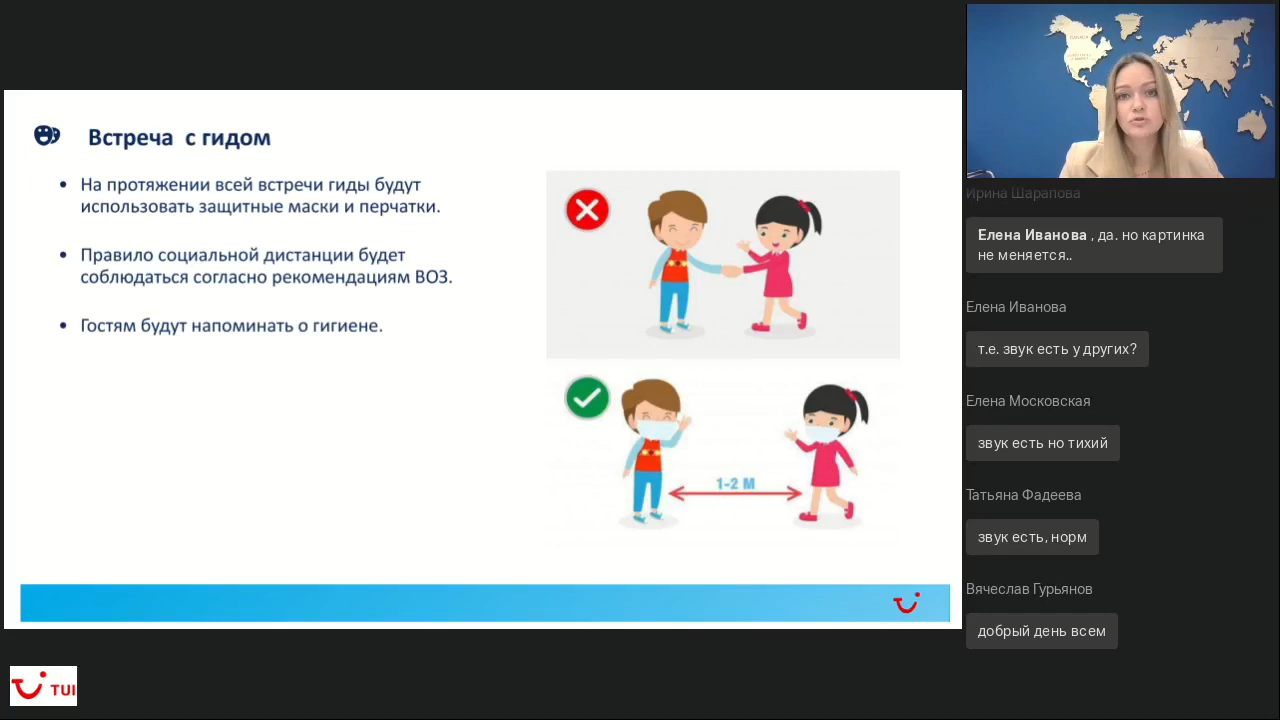 Встреча с гидом
• На протяжении всей встречи гиды будут
использовать защитные маски и перчатки.
• Правило социальной дистанции будет
соблюдаться согласно рекомендациям ВОЗ.
• Гостям будут напоминать о гигиене.
1-2 М
TUI
Ирина Шарапова
Елена Иванова , да. но картинка
не меняется..
Елена Иванова
т.е. звук есть у других?
Елена Московская
звук есть но тихий
Татьяна Фадеева
звук есть, норм
Вячеслав Гурьянов
добрый день всем